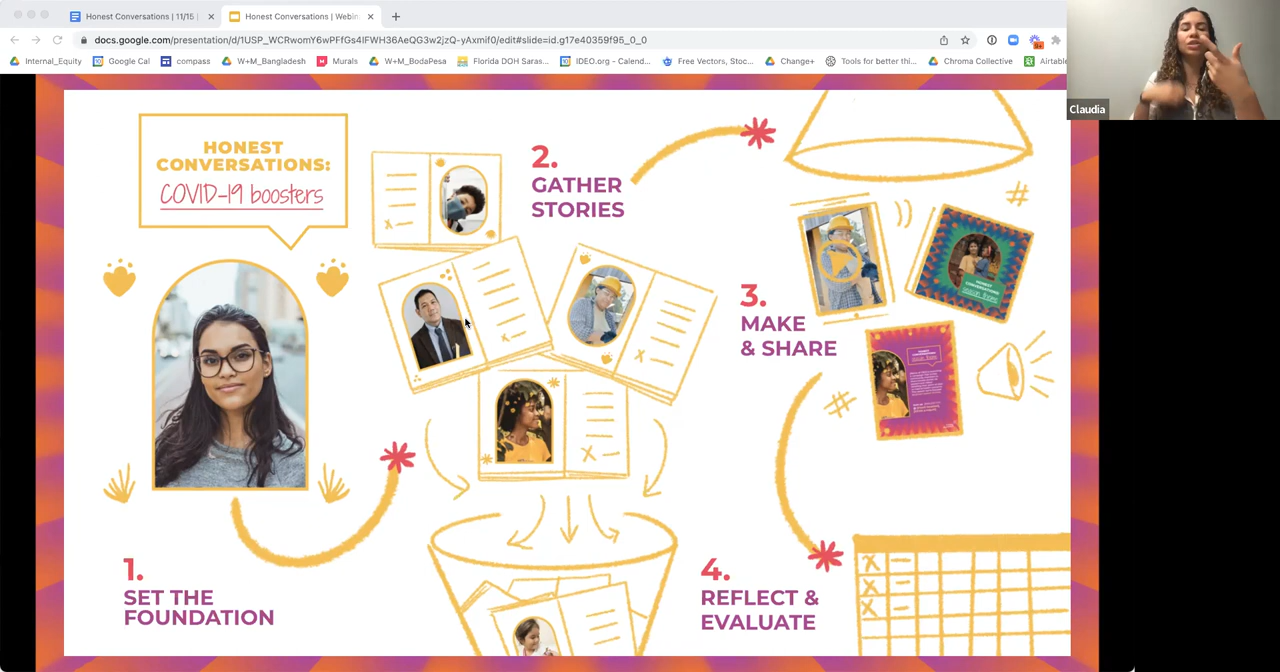 Honest Conversations | 11/15 |
Honest Conversations | Webin
docs.google.com/presentation/d/1USP_WCRwomY6wPFfGs4IFWH36AeQG3w2jzQ-yAxmif0/edit#slide=id.g17e40359f95_0_0
Internal_Equity
Google Cal
compass
W+M_Bangladesh
Murals
W+M_BodaPesa
Florida DOH Saras...
IDEO.org - Calend...
Free Vectors, Stoc...
Change+
Tools for better thi...
Chroma Collective
Airtable
Claudia
HONEST
CONVERSATIONS:
COVID-19 boosters
2.
GATHER
STORIES
3.
MAKE
& SHARE
1.
SET THE
FOUNDATION
4.
REFLECT &
EVALUATE